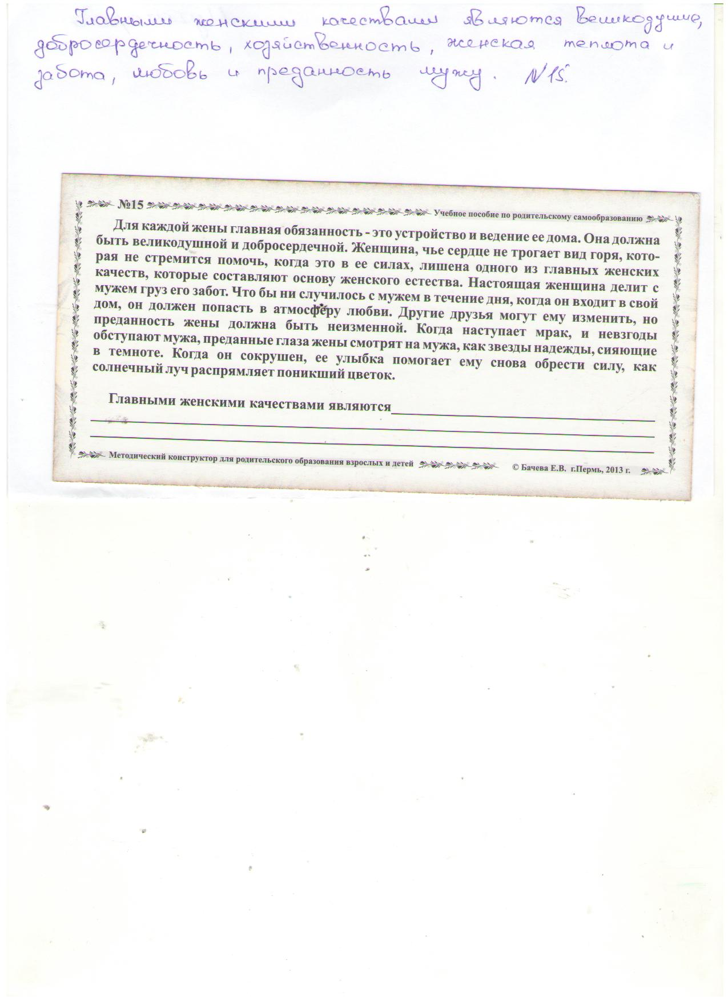 Главными женскими качествами являются великодушие,
добросердечность, хозяйственность, женская теплота и
забота, любовь и преданность мужу. N15.
№15
Учебное пособие по родительскому самообразованию
Для каждой жены главная обязанность - это устройство и ведение ее дома. Она должна
быть великодушной и добросердечной. Женщина, чье сердце не трогает вид горя, кото-
рая не стремится помочь, когда это в ее силах, лишена одного из главных женских
качеств, которые составляют основу женского естества. Настоящая женщина делит с
мужем груз его забот. Что бы ни случилось с мужем в течение дня, когда он входит в свой
дом, он должен попасть в атмосферу любви. Другие друзья могут ему изменить, но
преданность жены должна быть неизменной. Когда наступает мрак, и невзгоды
обступают мужа, преданные глаза жены смотрят на мужа, как звезды надежды, сияющие
в темноте. Когда он сокрушен, ее улыбка помогает ему снова обрести силу, как
солнечный луч распрямляет поникший цветок.
Главными женскими качествами являются
Методический конструктор для родительского образования взрослых и детей
© Бачева Е.В. г.Пермь, 2013 г.